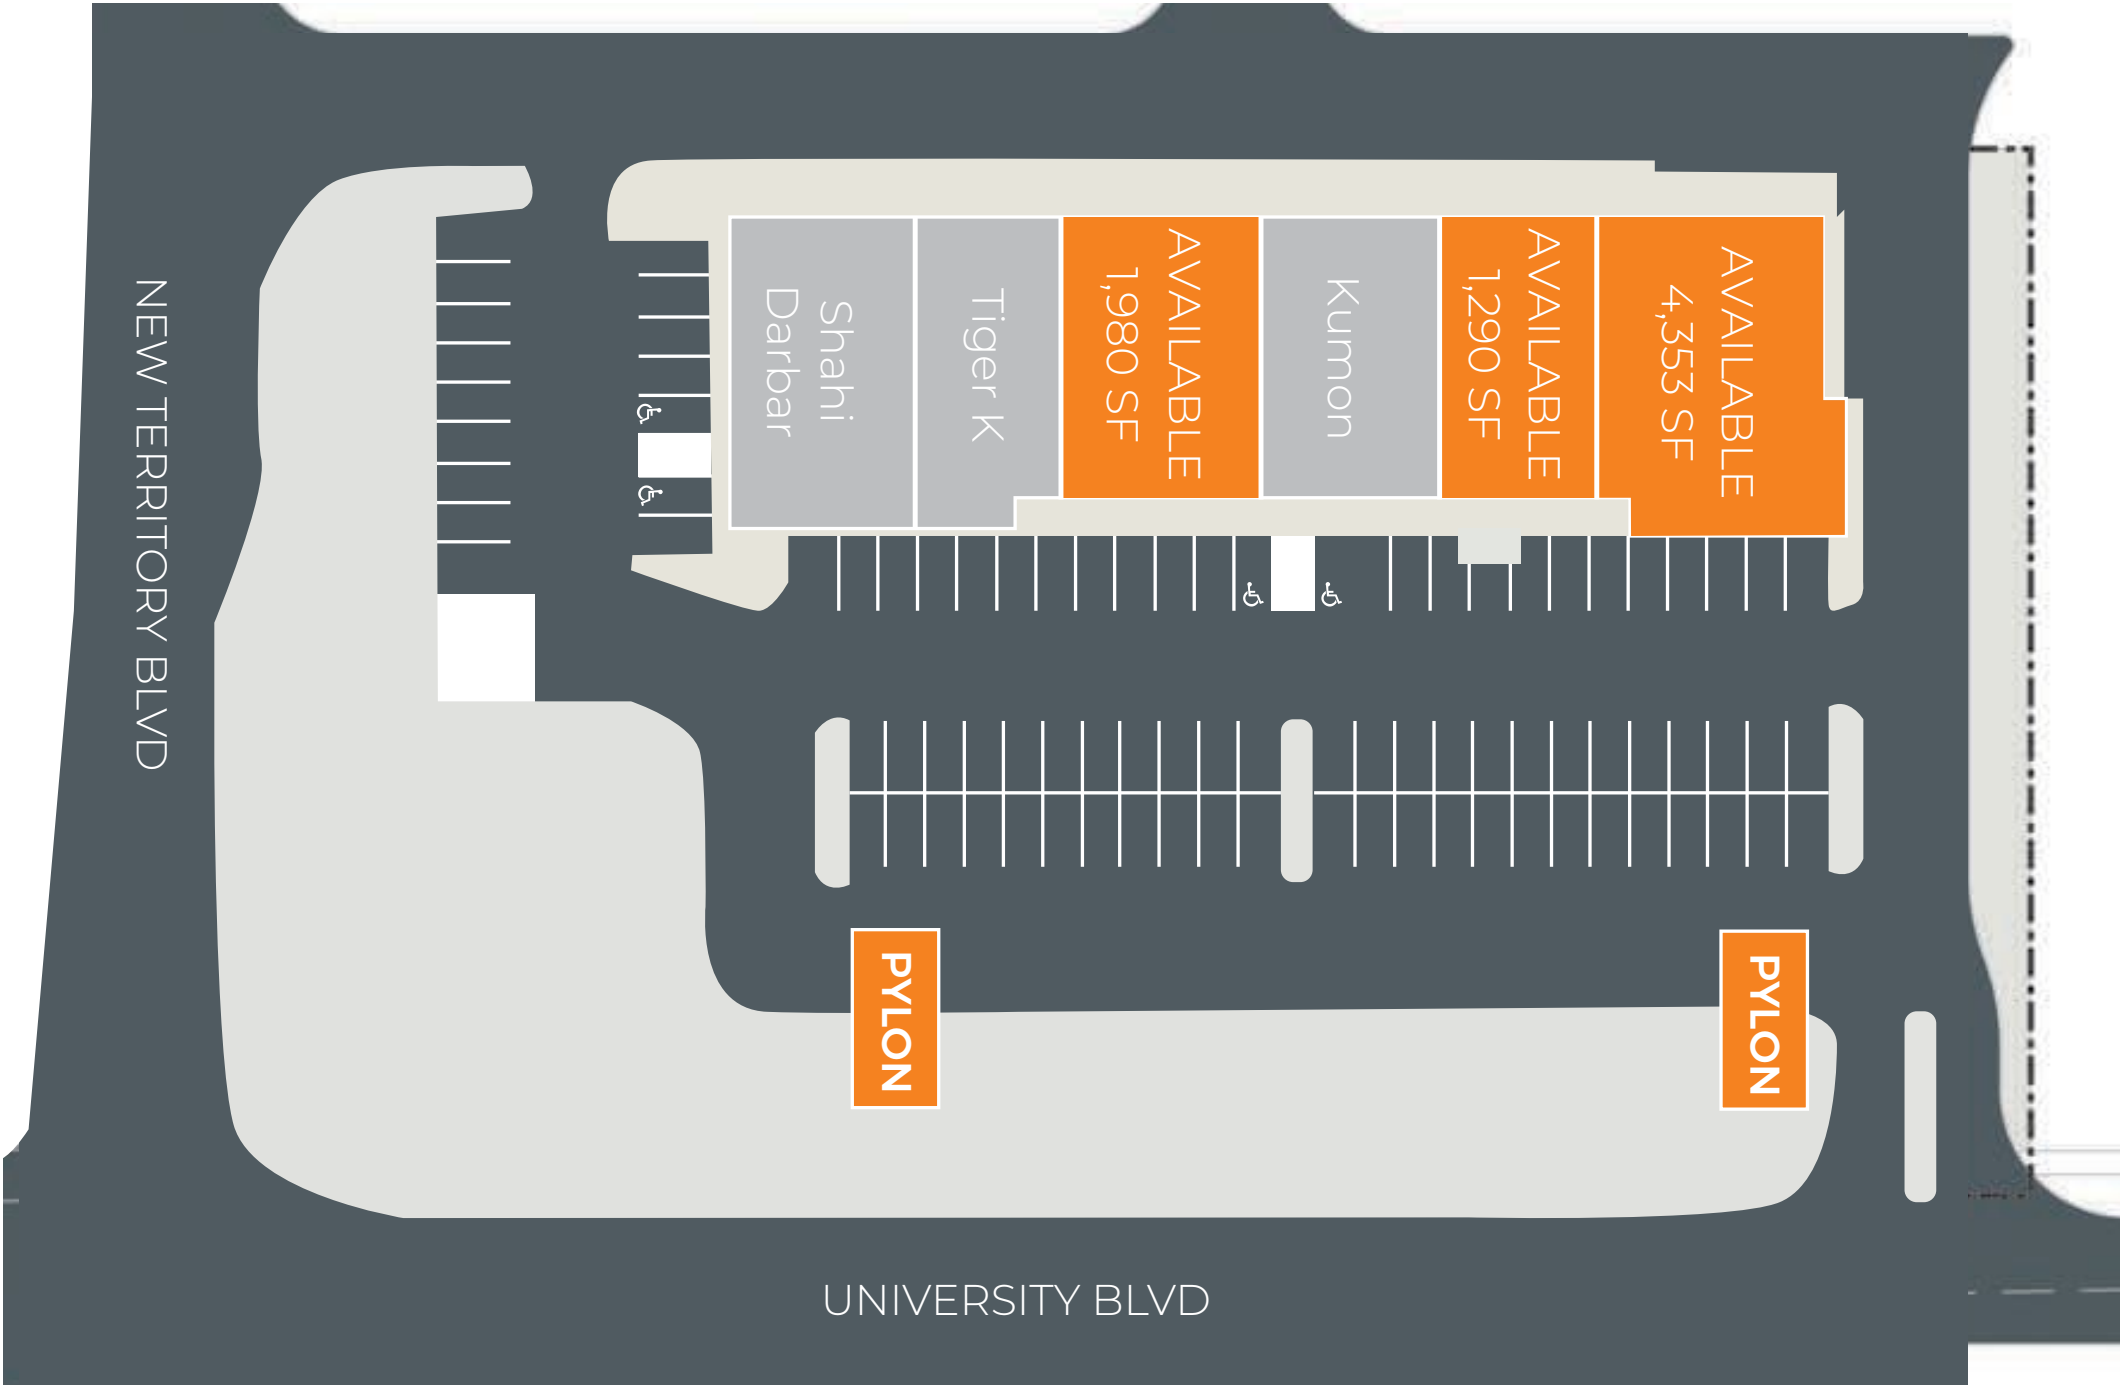 NEW TERRITORY BLVD
Shahi
Darbar
Tiger K
AVAILABLE
1,980 SF
Kumon
AVAILABLE
1,290 SF
AVAILABLE
4,353 SF
PYLON
PYLON
UNIVERSITY BLVD